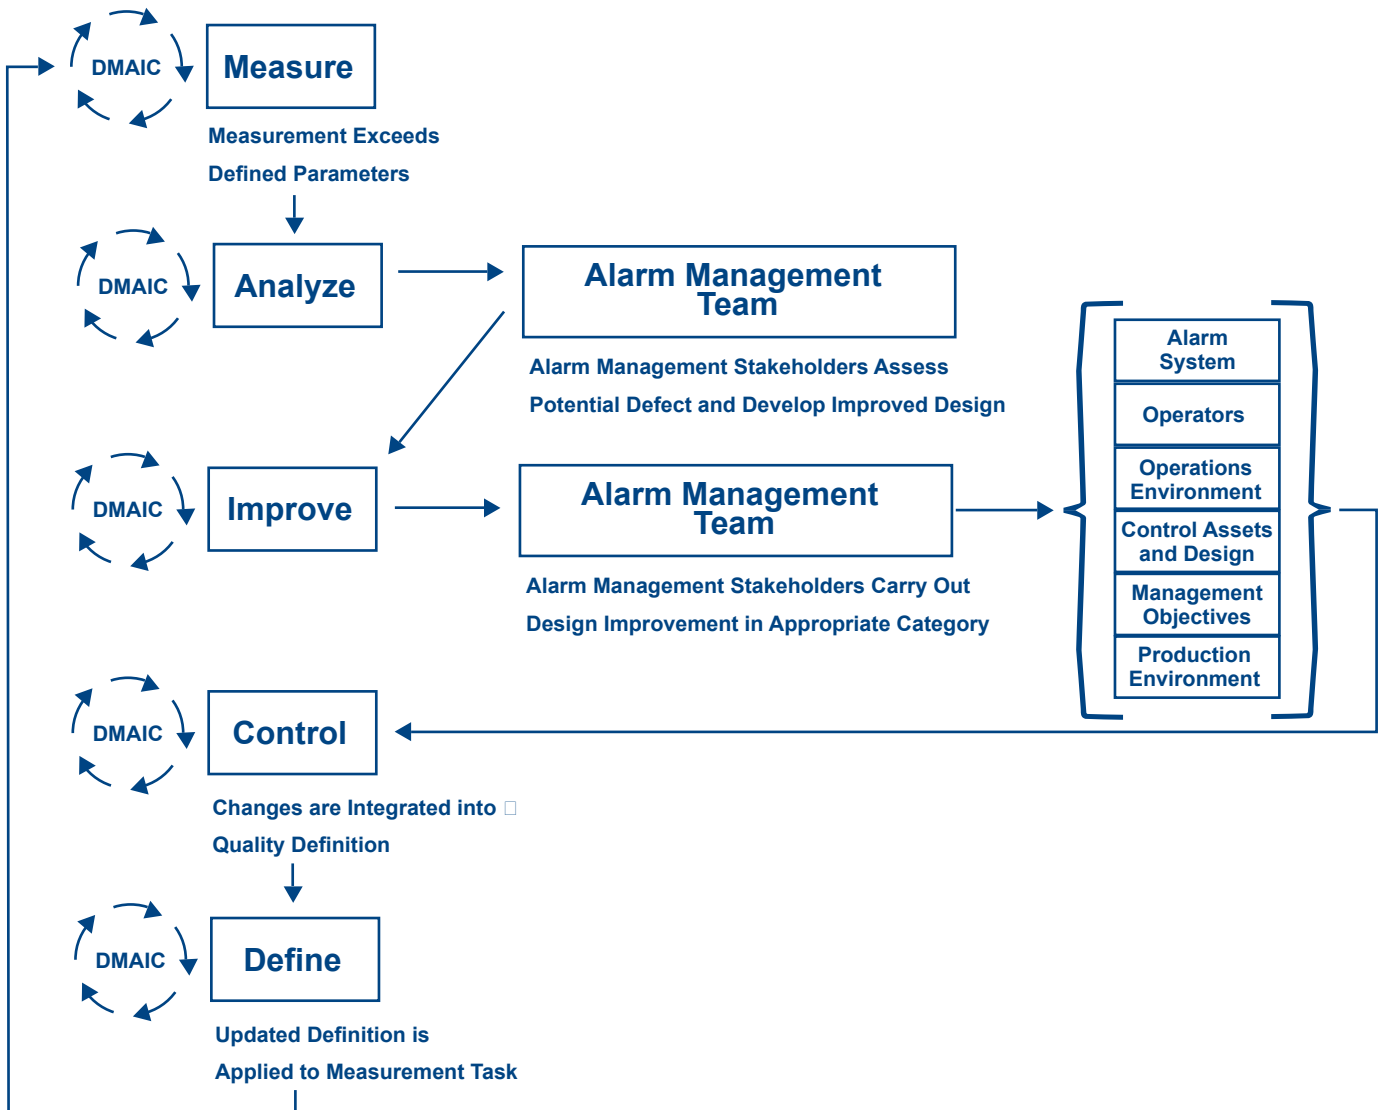 DMAIC
Measure
Measurement Exceeds
Defined Parameters
DMAIC
Analyze
Alarm Management
Team
Alarm Management Stakeholders Assess
Potential Defect and Develop Improved Design
DMAIC
Improve
Alarm Management
Team
Alarm Management Stakeholders Carry Out
Design Improvement in Appropriate Category
Alarm
System
Operators
Operations
Environment
Control Assets
and Design
Management
Objectives
Production
Environment
DMAIC
Control
Changes are Integrated into
Quality Definition
DMAIC
Define
Updated Definition is
Applied to Measurement Task